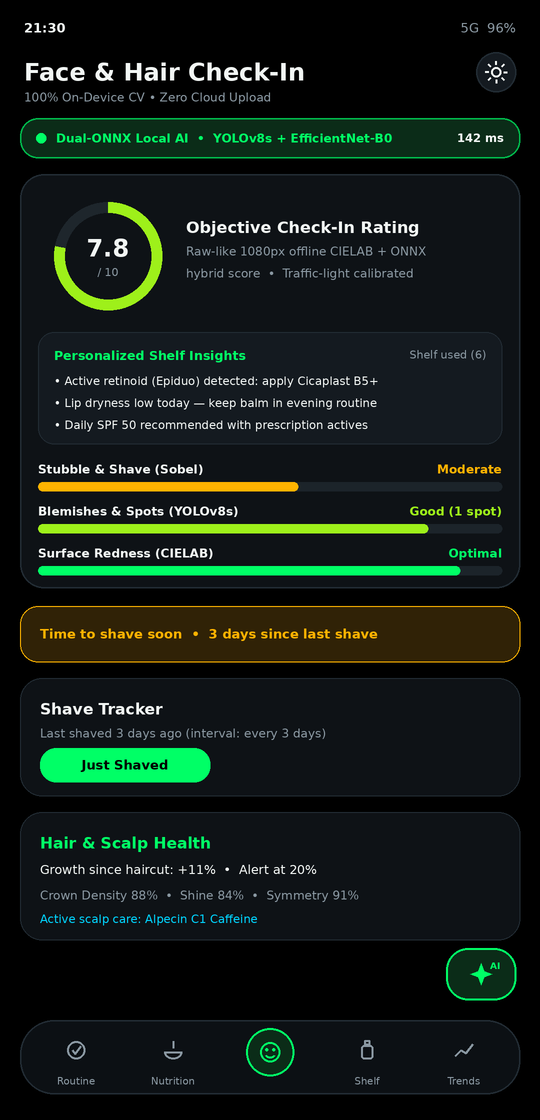 21:30
5G 96%
Face & Hair Check-In
100% On-Device CV • Zero Cloud Upload
Dual-ONNX Local AI • YOLOv8s + EfficientNet-B0
142 ms
7.8
/ 10
Objective Check-In Rating
Raw-like 1080px offline CIELAB + ONNX
hybrid score • Traffic-light calibrated
Personalized Shelf Insights
Shelf used (6)
• Active retinoid (Epiduo) detected: apply Cicaplast B5+
• Lip dryness low today — keep balm in evening routine
• Daily SPF 50 recommended with prescription actives
Stubble & Shave (Sobel)
Moderate
Blemishes & Spots (YOLOv8s)
Good (1 spot)
Surface Redness (CIELAB)
Optimal
Time to shave soon • 3 days since last shave
Shave Tracker
Last shaved 3 days ago (interval: every 3 days)
Just Shaved
Hair & Scalp Health
Growth since haircut: +11% • Alert at 20%
Crown Density 88% • Shine 84% • Symmetry 91%
Active scalp care: Alpecin C1 Caffeine
AI
Routine
Nutrition
Shelf
Trends